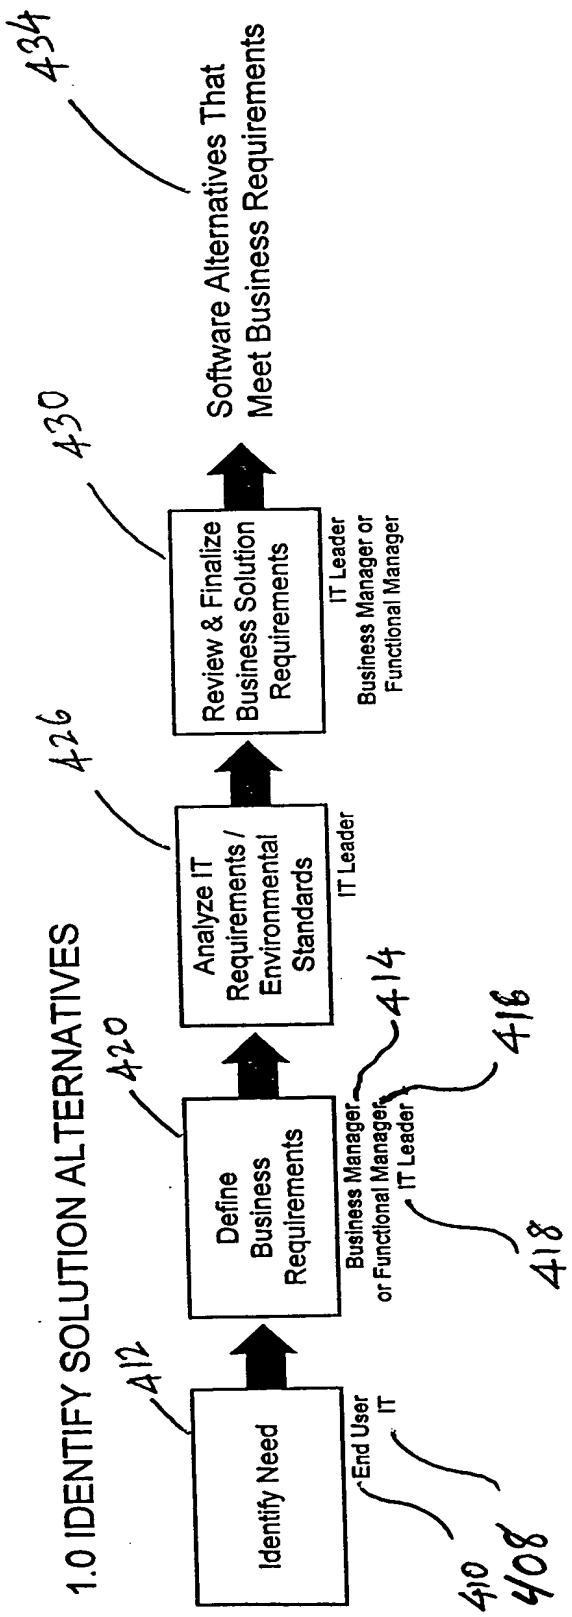 1.0 IDENTIFY SOLUTION ALTERNATIVES
412
Identify Need
End User
IT
410
408
420
Define
Business
Requirements
Business Manager
or Functional Manager
IT Leader
414
416
418
426
Analyze IT
Requirements /
Environmental
Standards
IT Leader
430
Review & Finalize
Business Solution
Requirements
IT Leader
Business Manager or
Functional Manager
434
Software Alternatives That
Meet Business Requirements